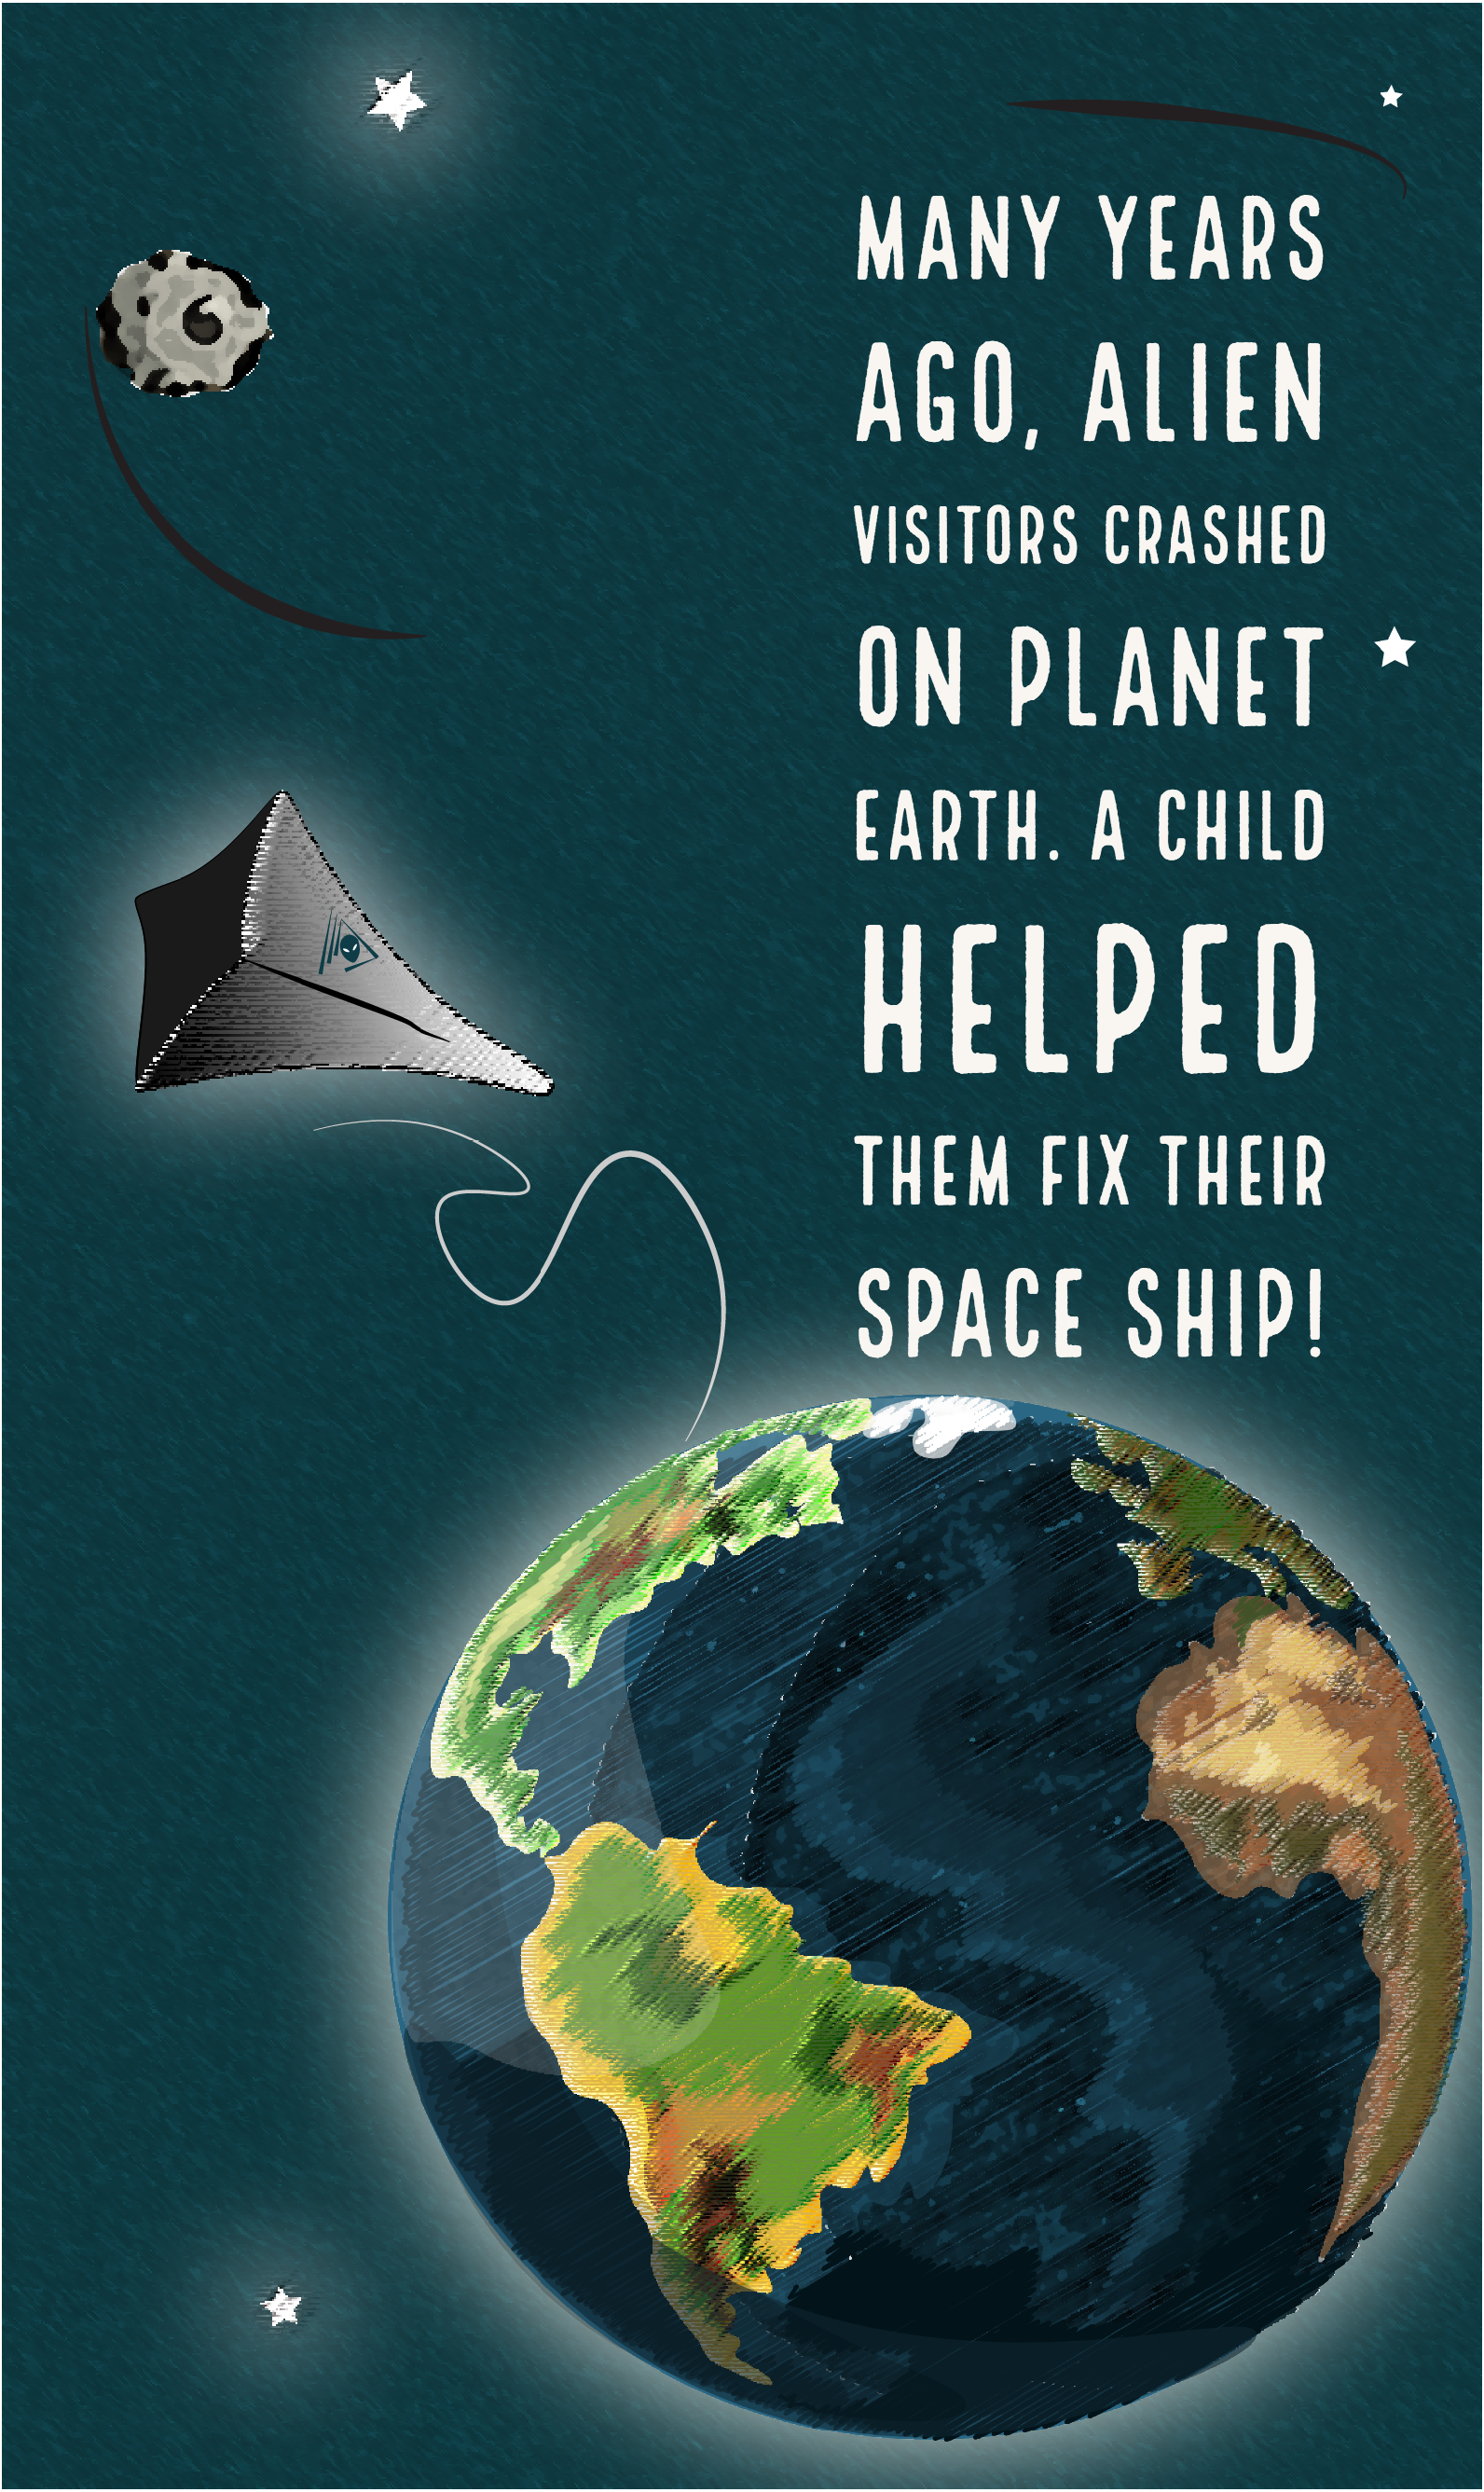 MANY YEARS
AGO, ALIEN
VISITORS CRASHED
ON PLANET
EARTH. A CHILD
HELPED
THEM FIX THEIR
SPACE SHIP!